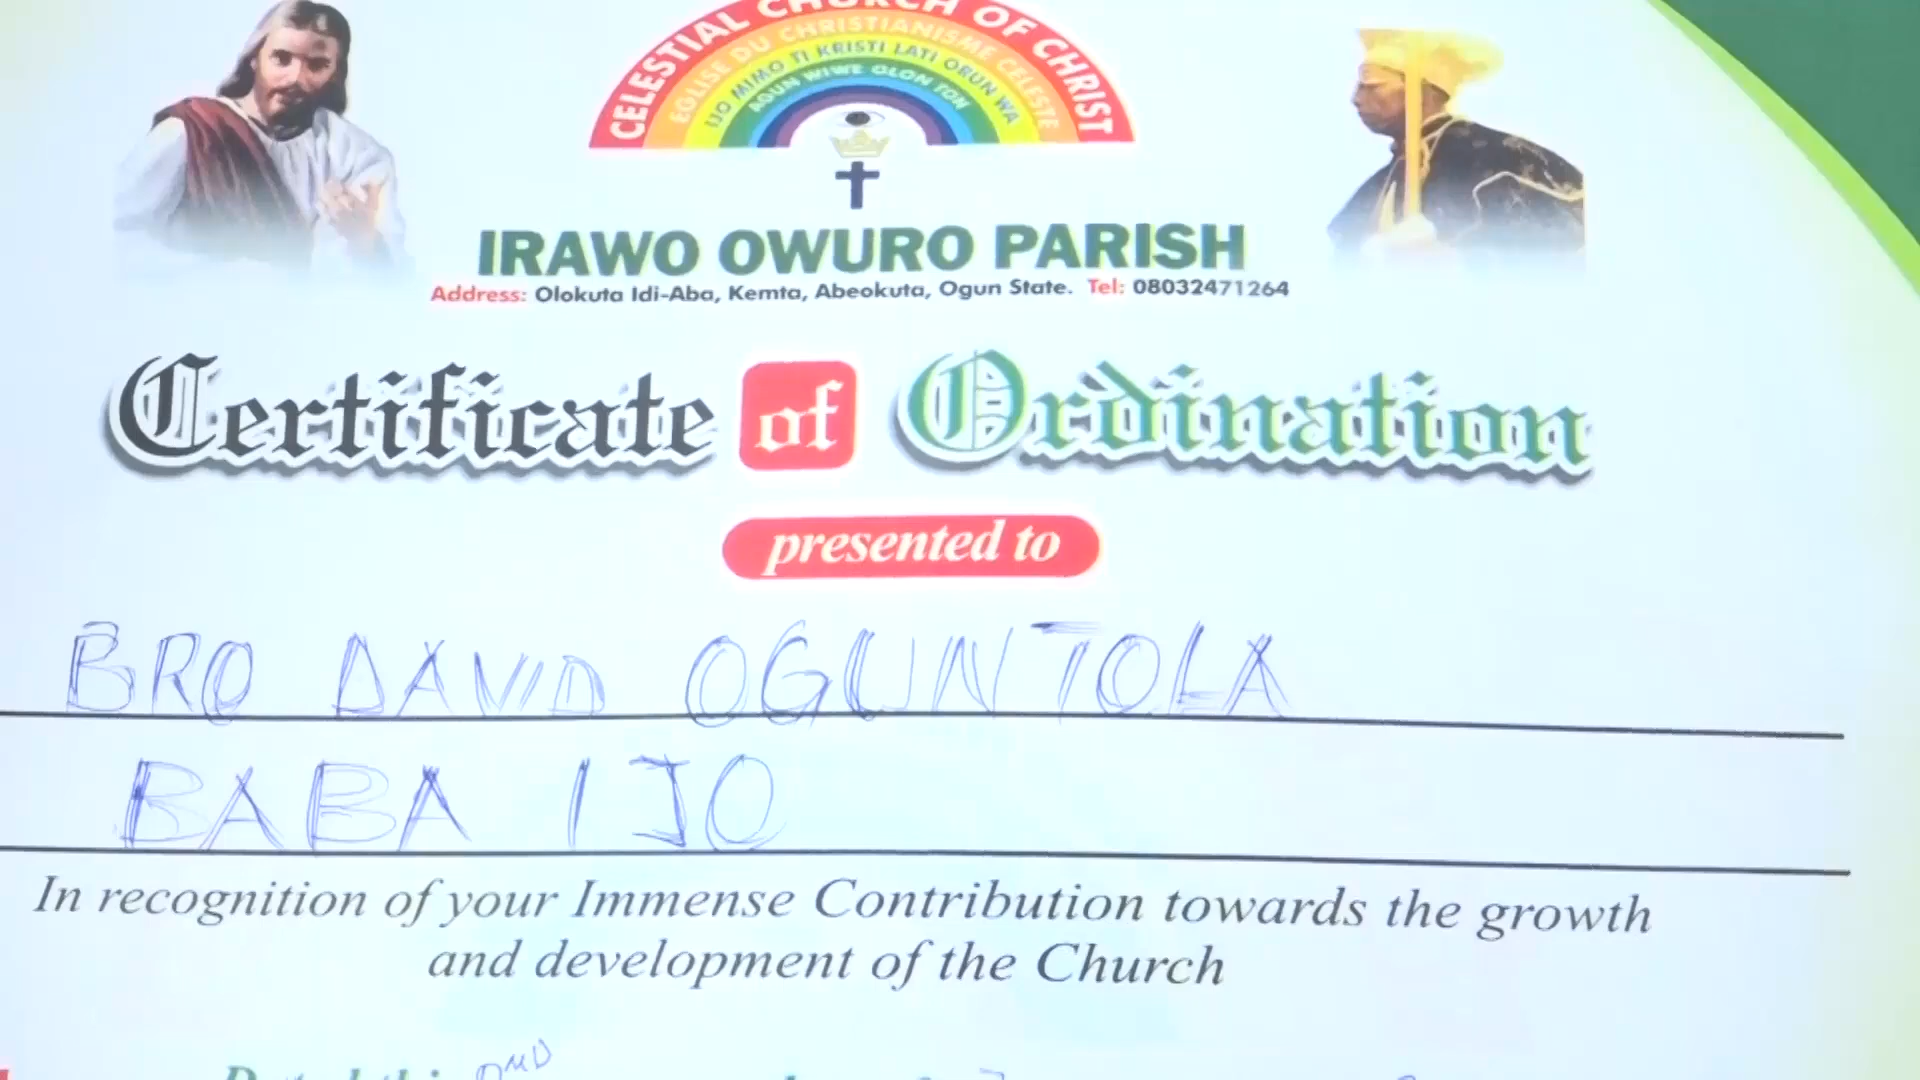 CELESTIAL CHURCH OF CHRIST
EGLISE DU CHRISTIANISME CELESTE
IJO MIMO TI KRISTI LATI ORUN WA
AGUN WIWE OLON TON
IRAWO OWURO PARISH
Address: Olokuta Idi-Aba, Kemta, Abeokuta, Ogun State. Tel: 08032471264
Certificate of Ordination
presented to
BRO DAVID OGUNTOLA
BABA IJO
In recognition of your Immense Contribution towards the growth
and development of the Church